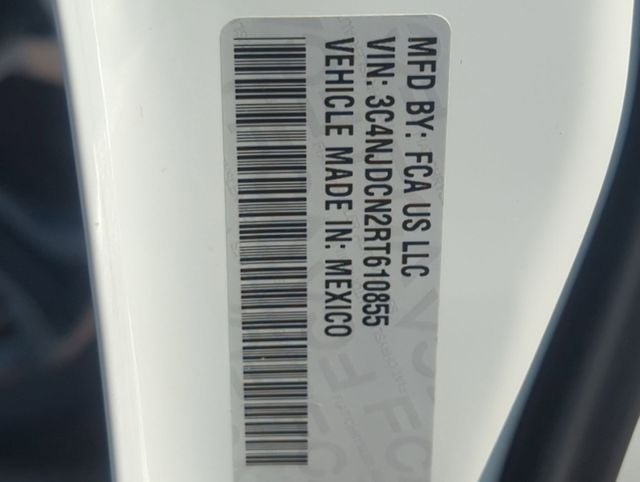 MFD BY: FCA US LLC
VIN: 3C4NJDCN2RT610855
VEHICLE MADE IN: MEXICO